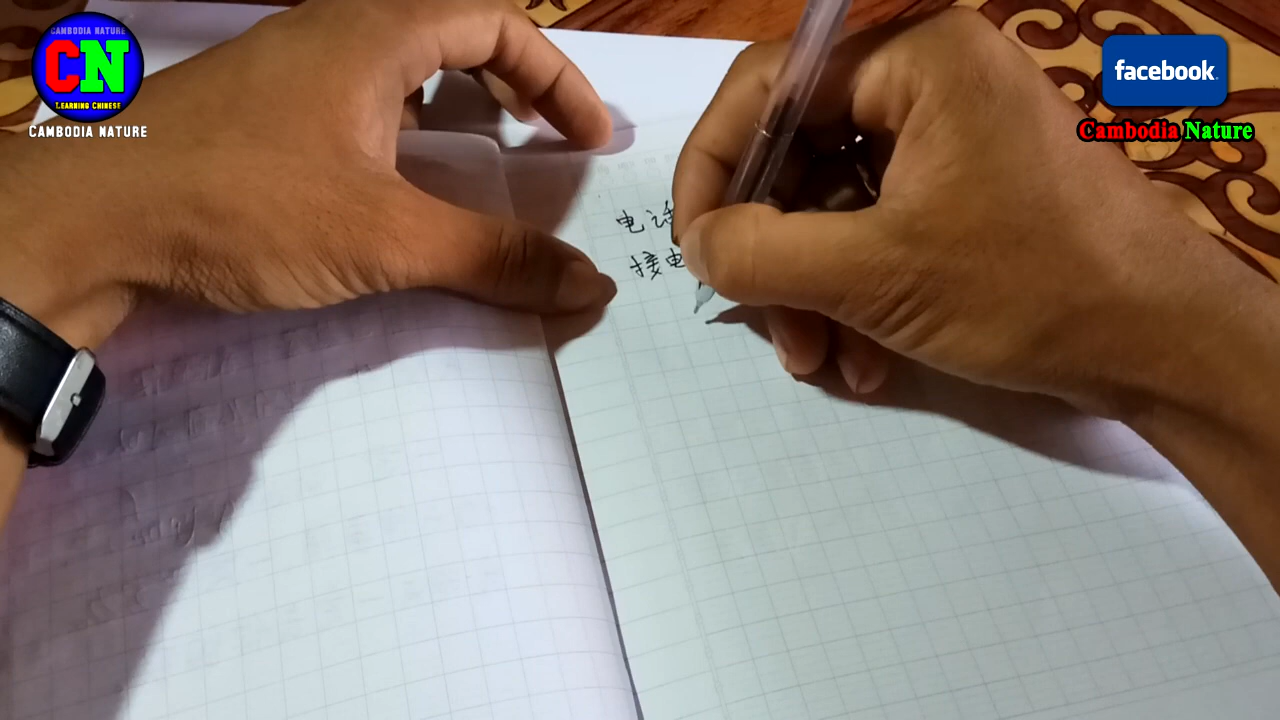 CAMBODIA NATURE
CN
LEARNING CHINESE
CAMBODIA NATURE
facebook
Cambodia Nature
电话
接电